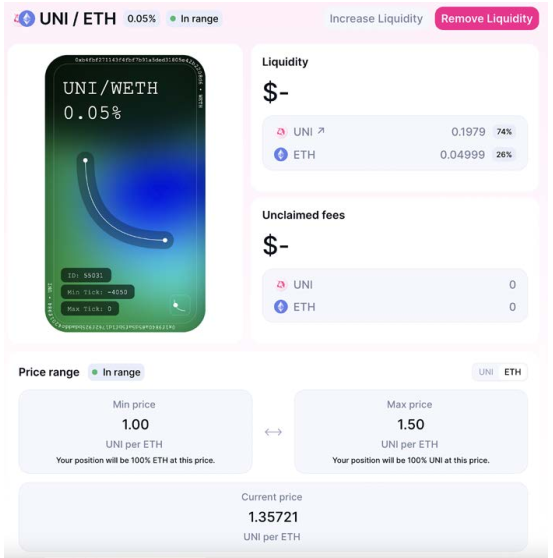 UNI / ETH 0.05% In range Increase Liquidity Remove Liquidity
UNI/WETH
0.05%
ID: 55031
Min Tick: -4050
Max Tick: 0
Liquidity
$-
UNI ↗ 0.1979 74%
ETH 0.04999 26%
Unclaimed fees
$-
UNI 0
ETH 0
Price range In range UNI ETH
Min price
1.00
UNI per ETH
Your position will be 100% ETH at this price.
Max price
1.50
UNI per ETH
Your position will be 100% UNI at this price.
Current price
1.35721
UNI per ETH